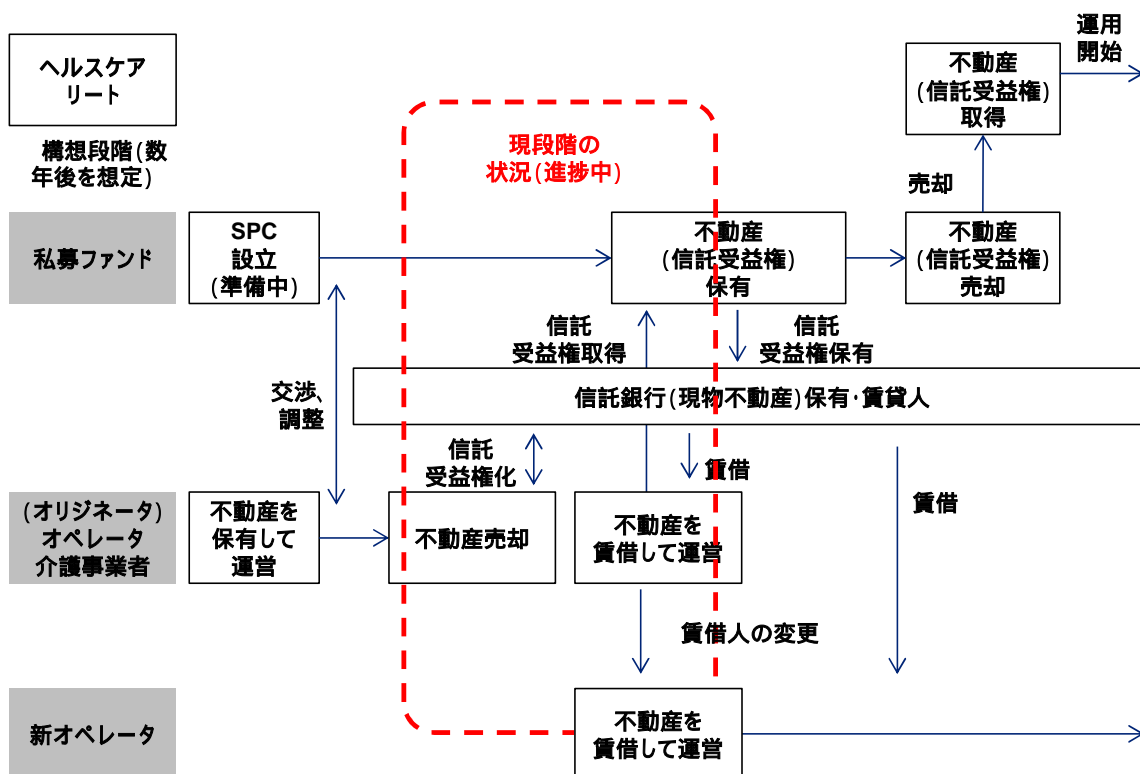 運用
開始
ヘルスケア
リート
不動産
(信託受益権)
取得
構想段階(数
年後を想定)
現段階の
状況(進捗中)
売却
私募ファンド
SPC
設立
(準備中)
不動産
(信託受益権)
保有
不動産
(信託受益権)
売却
信託
受益権取得
信託
受益権保有
交渉、
調整
信託銀行(現物不動産)保有・賃貸人
信託
受益権化
賃借
賃借
(オリジネータ)
オペレータ
介護事業者
不動産を
保有して
運営
不動産売却
不動産を
賃借して運営
賃借人の変更
新オペレータ
不動産を
賃借して運営